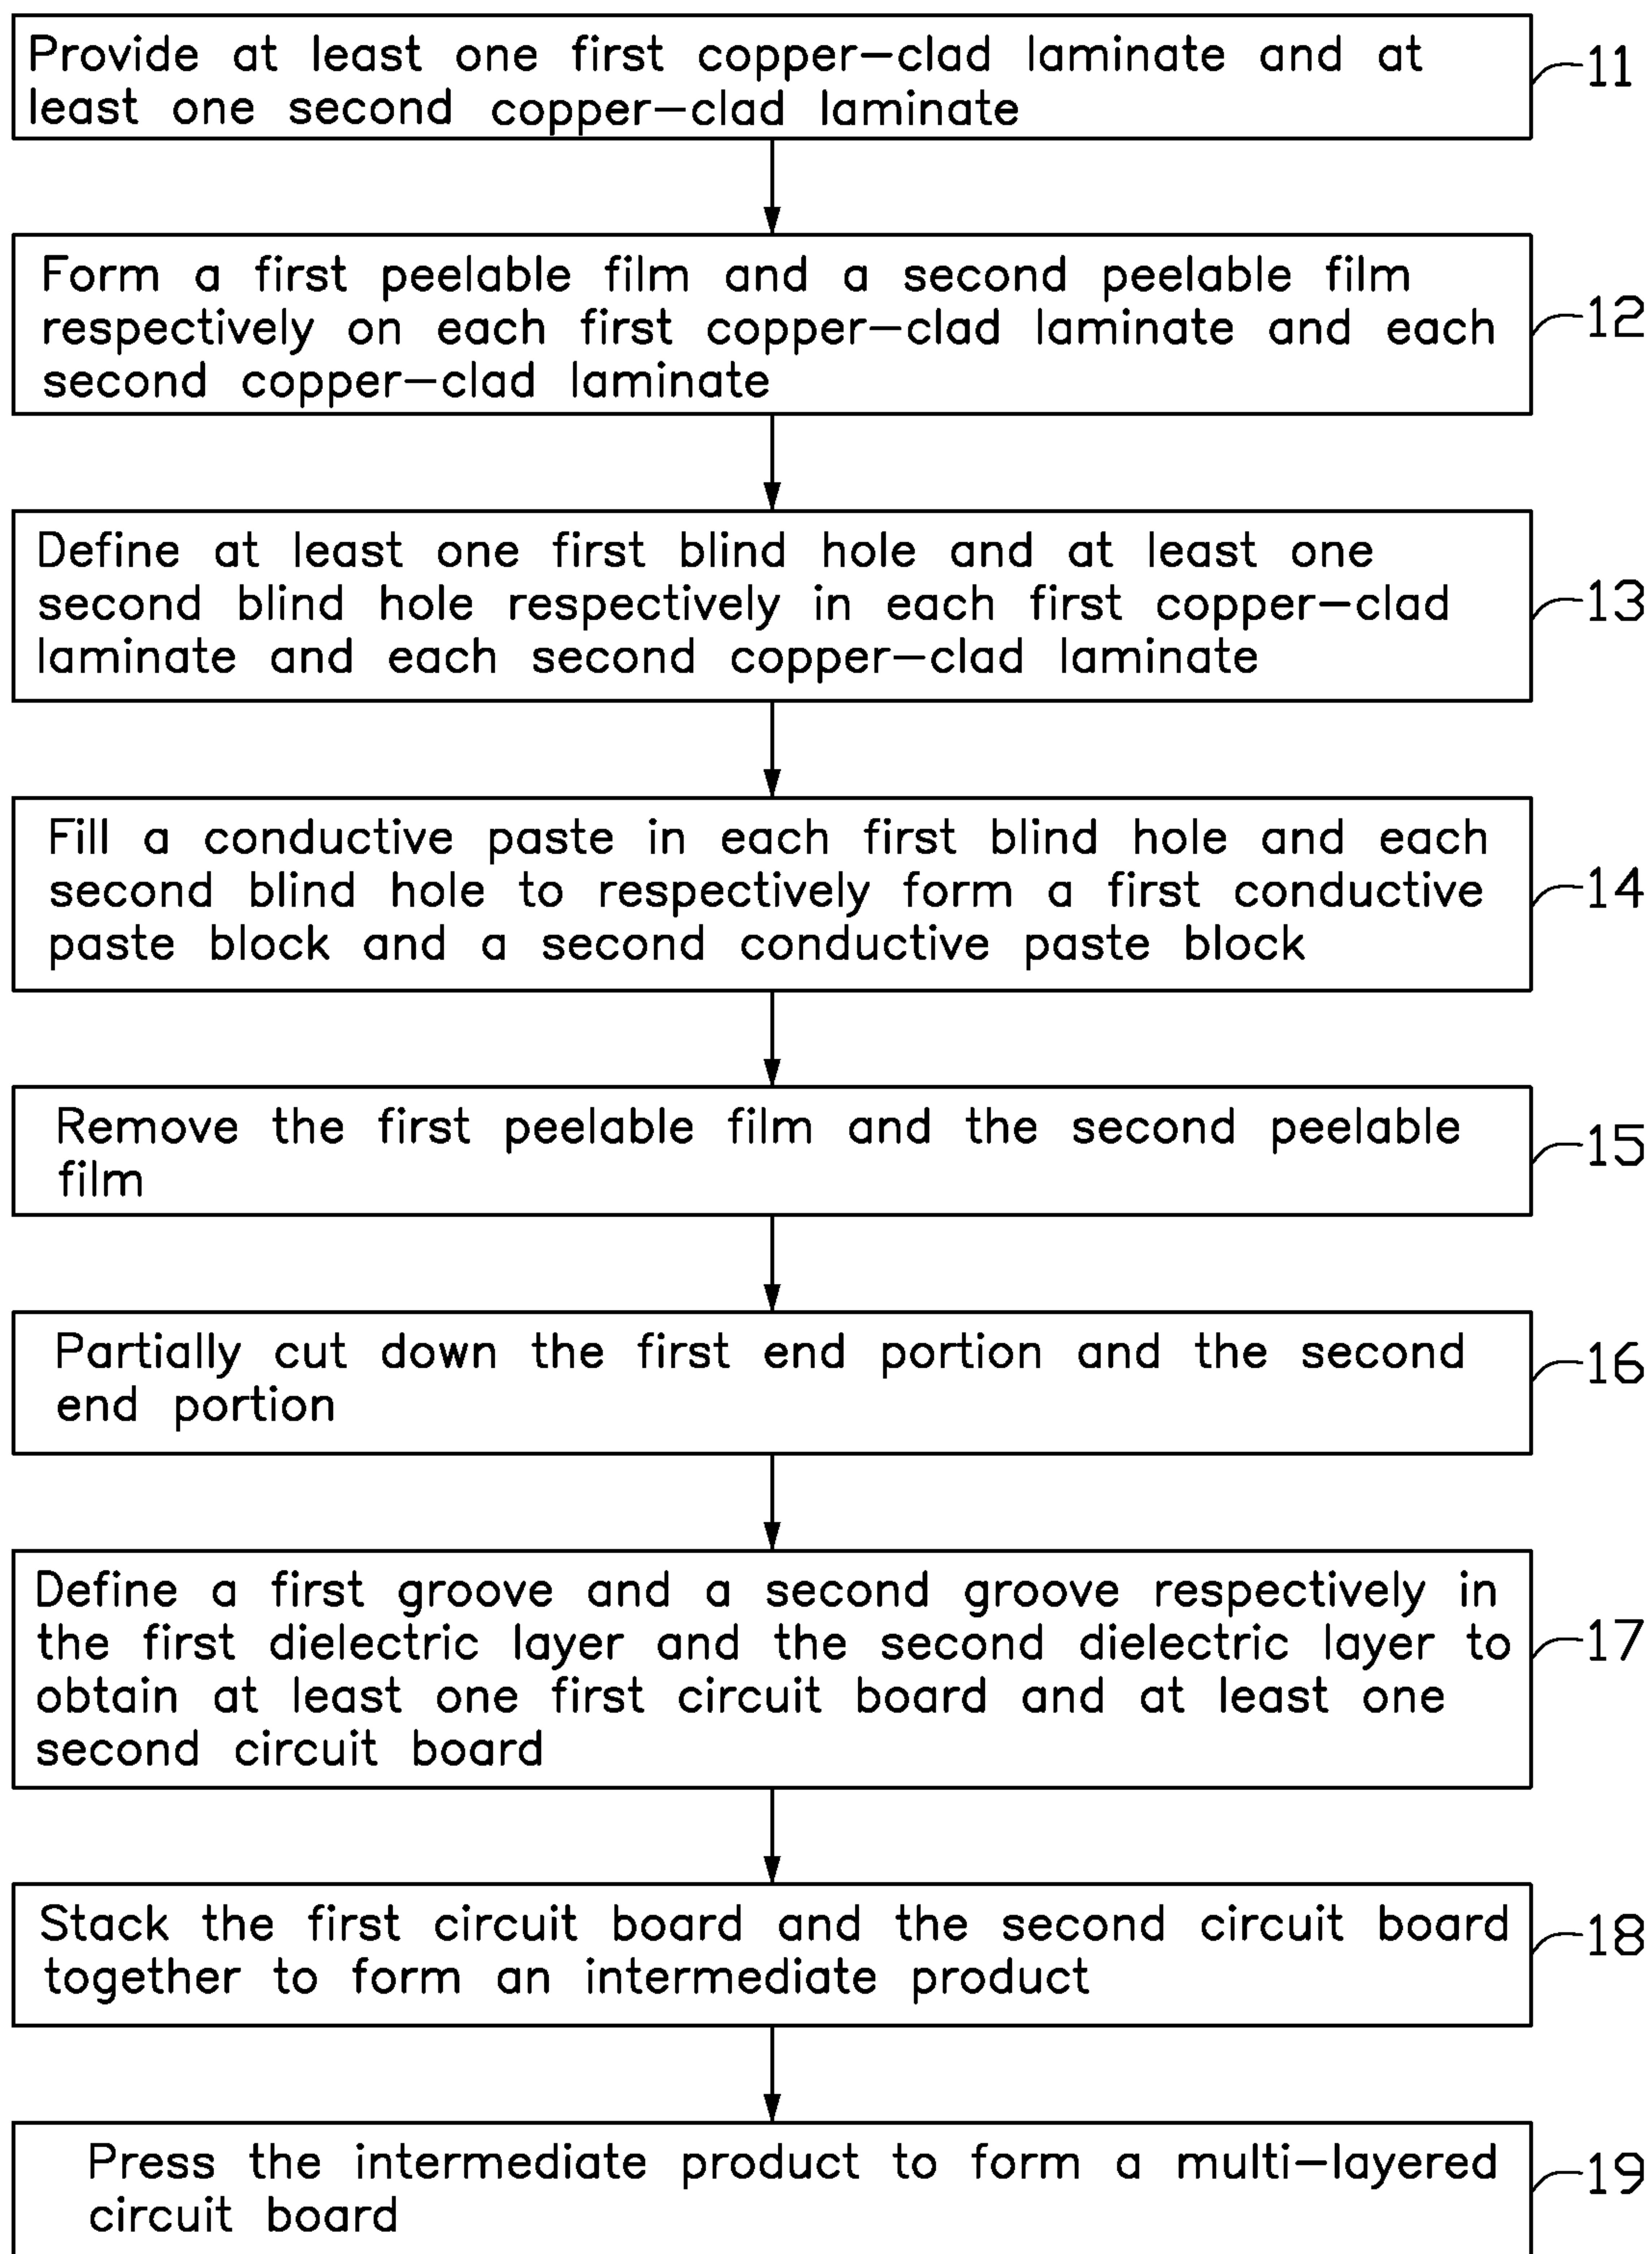 Provide at least one first copper-clad laminate and at
least one second copper-clad laminate
11
Form a first peelable film and a second peelable film
respectively on each first copper-clad laminate and each
second copper-clad laminate
12
Define at least one first blind hole and at least one
second blind hole respectively in each first copper-clad
laminate and each second copper-clad laminate
13
Fill a conductive paste in each first blind hole and each
second blind hole to respectively form a first conductive
paste block and a second conductive paste block
14
Remove the first peelable film and the second peelable
film
15
Partially cut down the first end portion and the second
end portion
16
Define a first groove and a second groove respectively in
the first dielectric layer and the second dielectric layer to
obtain at least one first circuit board and at least one
second circuit board
17
Stack the first circuit board and the second circuit board
together to form an intermediate product
18
Press the intermediate product to form a multi-layered
circuit board
19